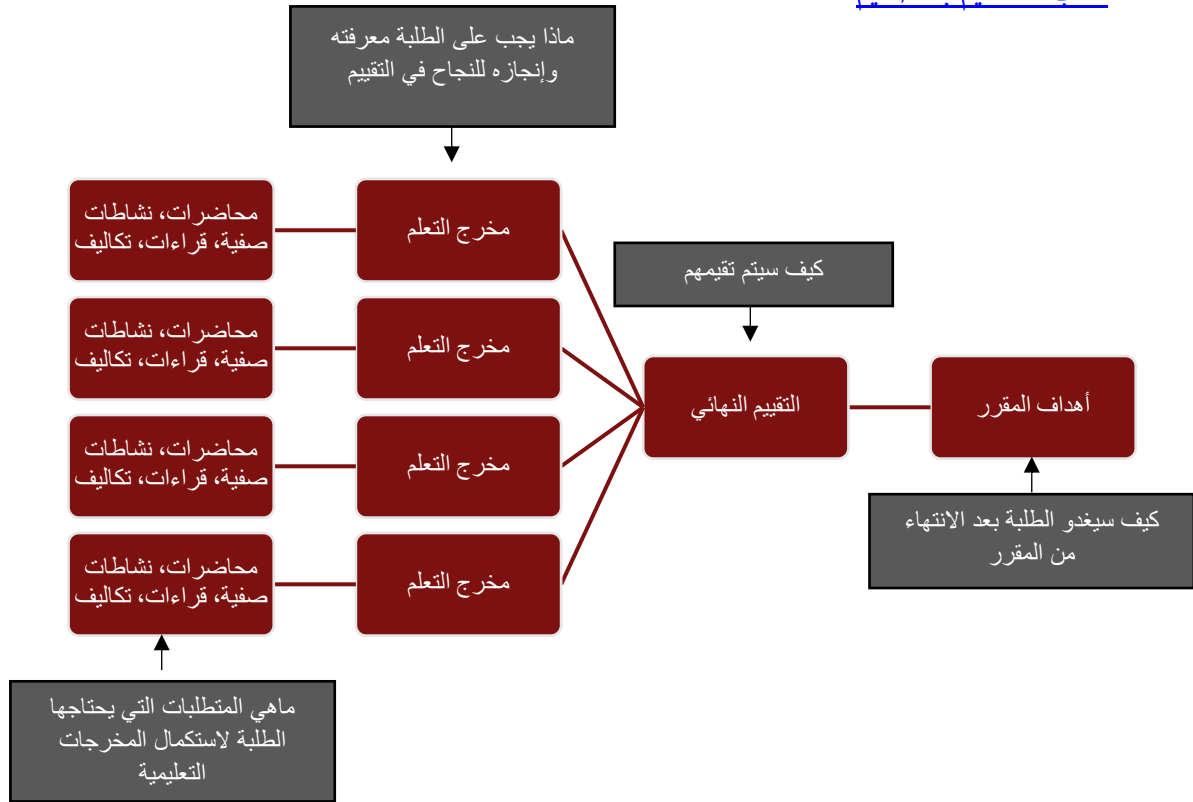 ماذا يجب على الطلبة معرفته
وإنجازه للنجاح في التقييم
أهداف المقرر
كيف سيغدو الطلبة بعد الانتهاء
من المقرر
كيف سيتم تقيمهم
التقييم النهائي
مخرج التعلم
محاضرات، نشاطات
صفية، قراءات، تكاليف
مخرج التعلم
محاضرات، نشاطات
صفية، قراءات، تكاليف
مخرج التعلم
محاضرات، نشاطات
صفية، قراءات، تكاليف
مخرج التعلم
محاضرات، نشاطات
صفية، قراءات، تكاليف
ماهي المتطلبات التي يحتاجها
الطلبة لاستكمال المخرجات
التعليمية